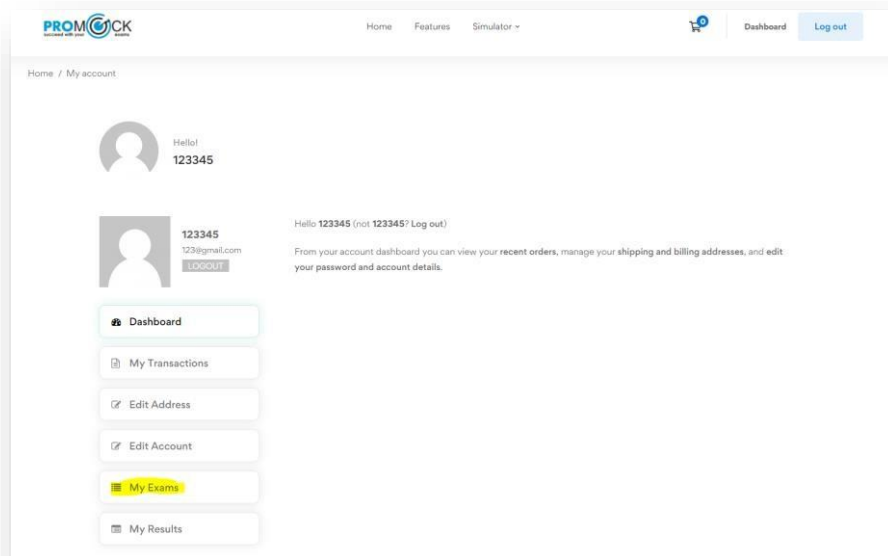 PROMOCK
succeed with your exams
Home Features Simulator
0
Dashboard
Log out
Home / My account
Hello!
123345
123345
123@gmail.com
LOGOUT
Hello 123345 (not 123345? Log out)
From your account dashboard you can view your recent orders, manage your shipping and billing addresses, and edit
your password and account details.
Dashboard
My Transactions
Edit Address
Edit Account
My Exams
My Results